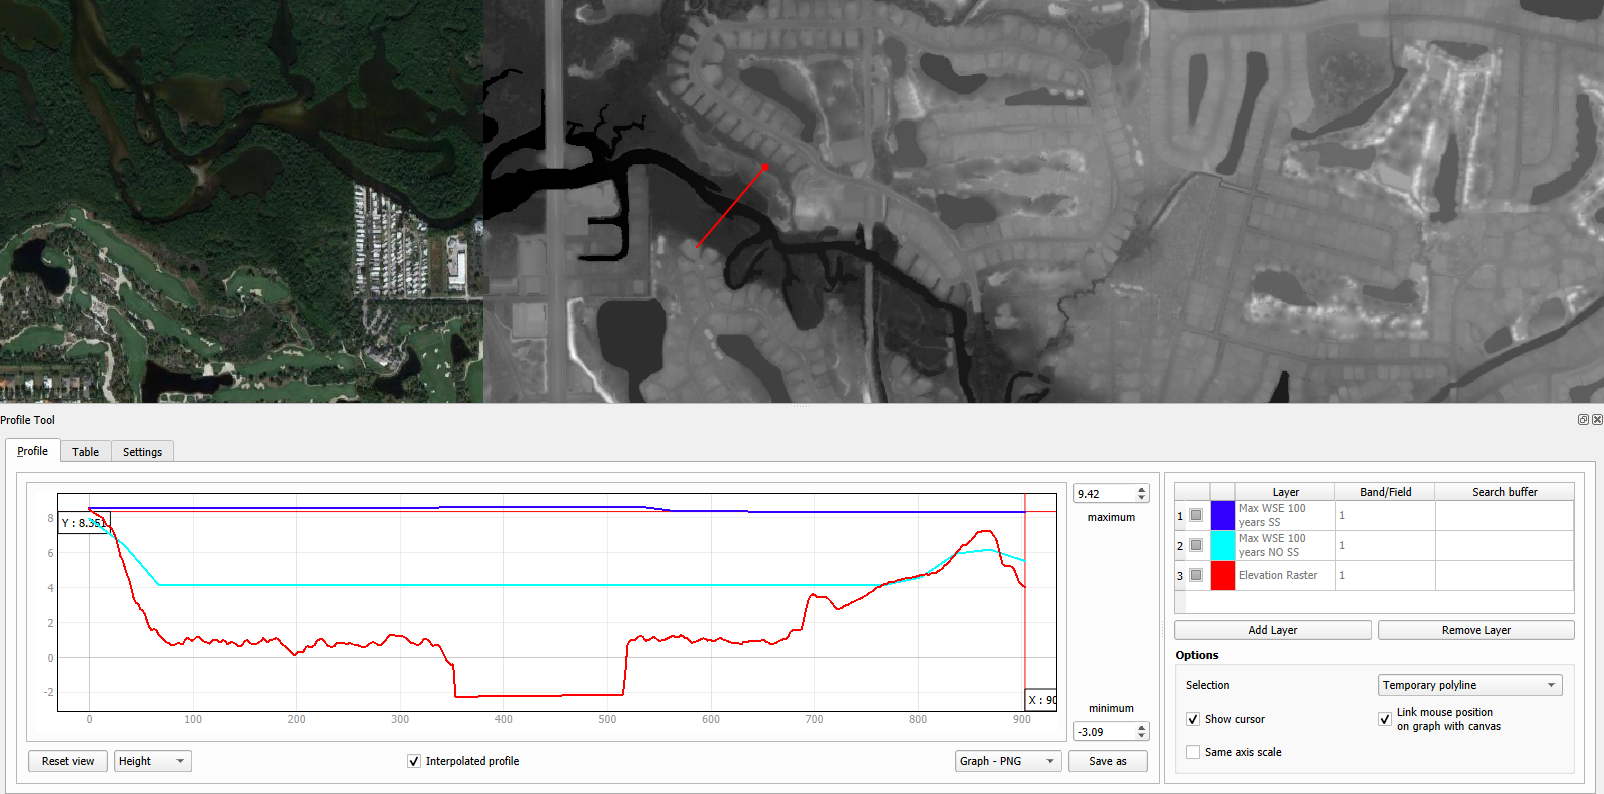 Profile Tool
Profile Table Settings
8
6
4
2
0
-2
Y : 8.351
X : 90
0 100 200 300 400 500 600 700 800 900
9.42
maximum
minimum
-3.09
Reset view Height Interpolated profile Graph - PNG Save as
Layer Band/Field Search buffer
1 Max WSE 100 years SS 1
2 Max WSE 100 years NO SS 1
3 Elevation Raster 1
Add Layer Remove Layer
Options
Selection Temporary polyline
Show cursor Link mouse position on graph with canvas
Same axis scale